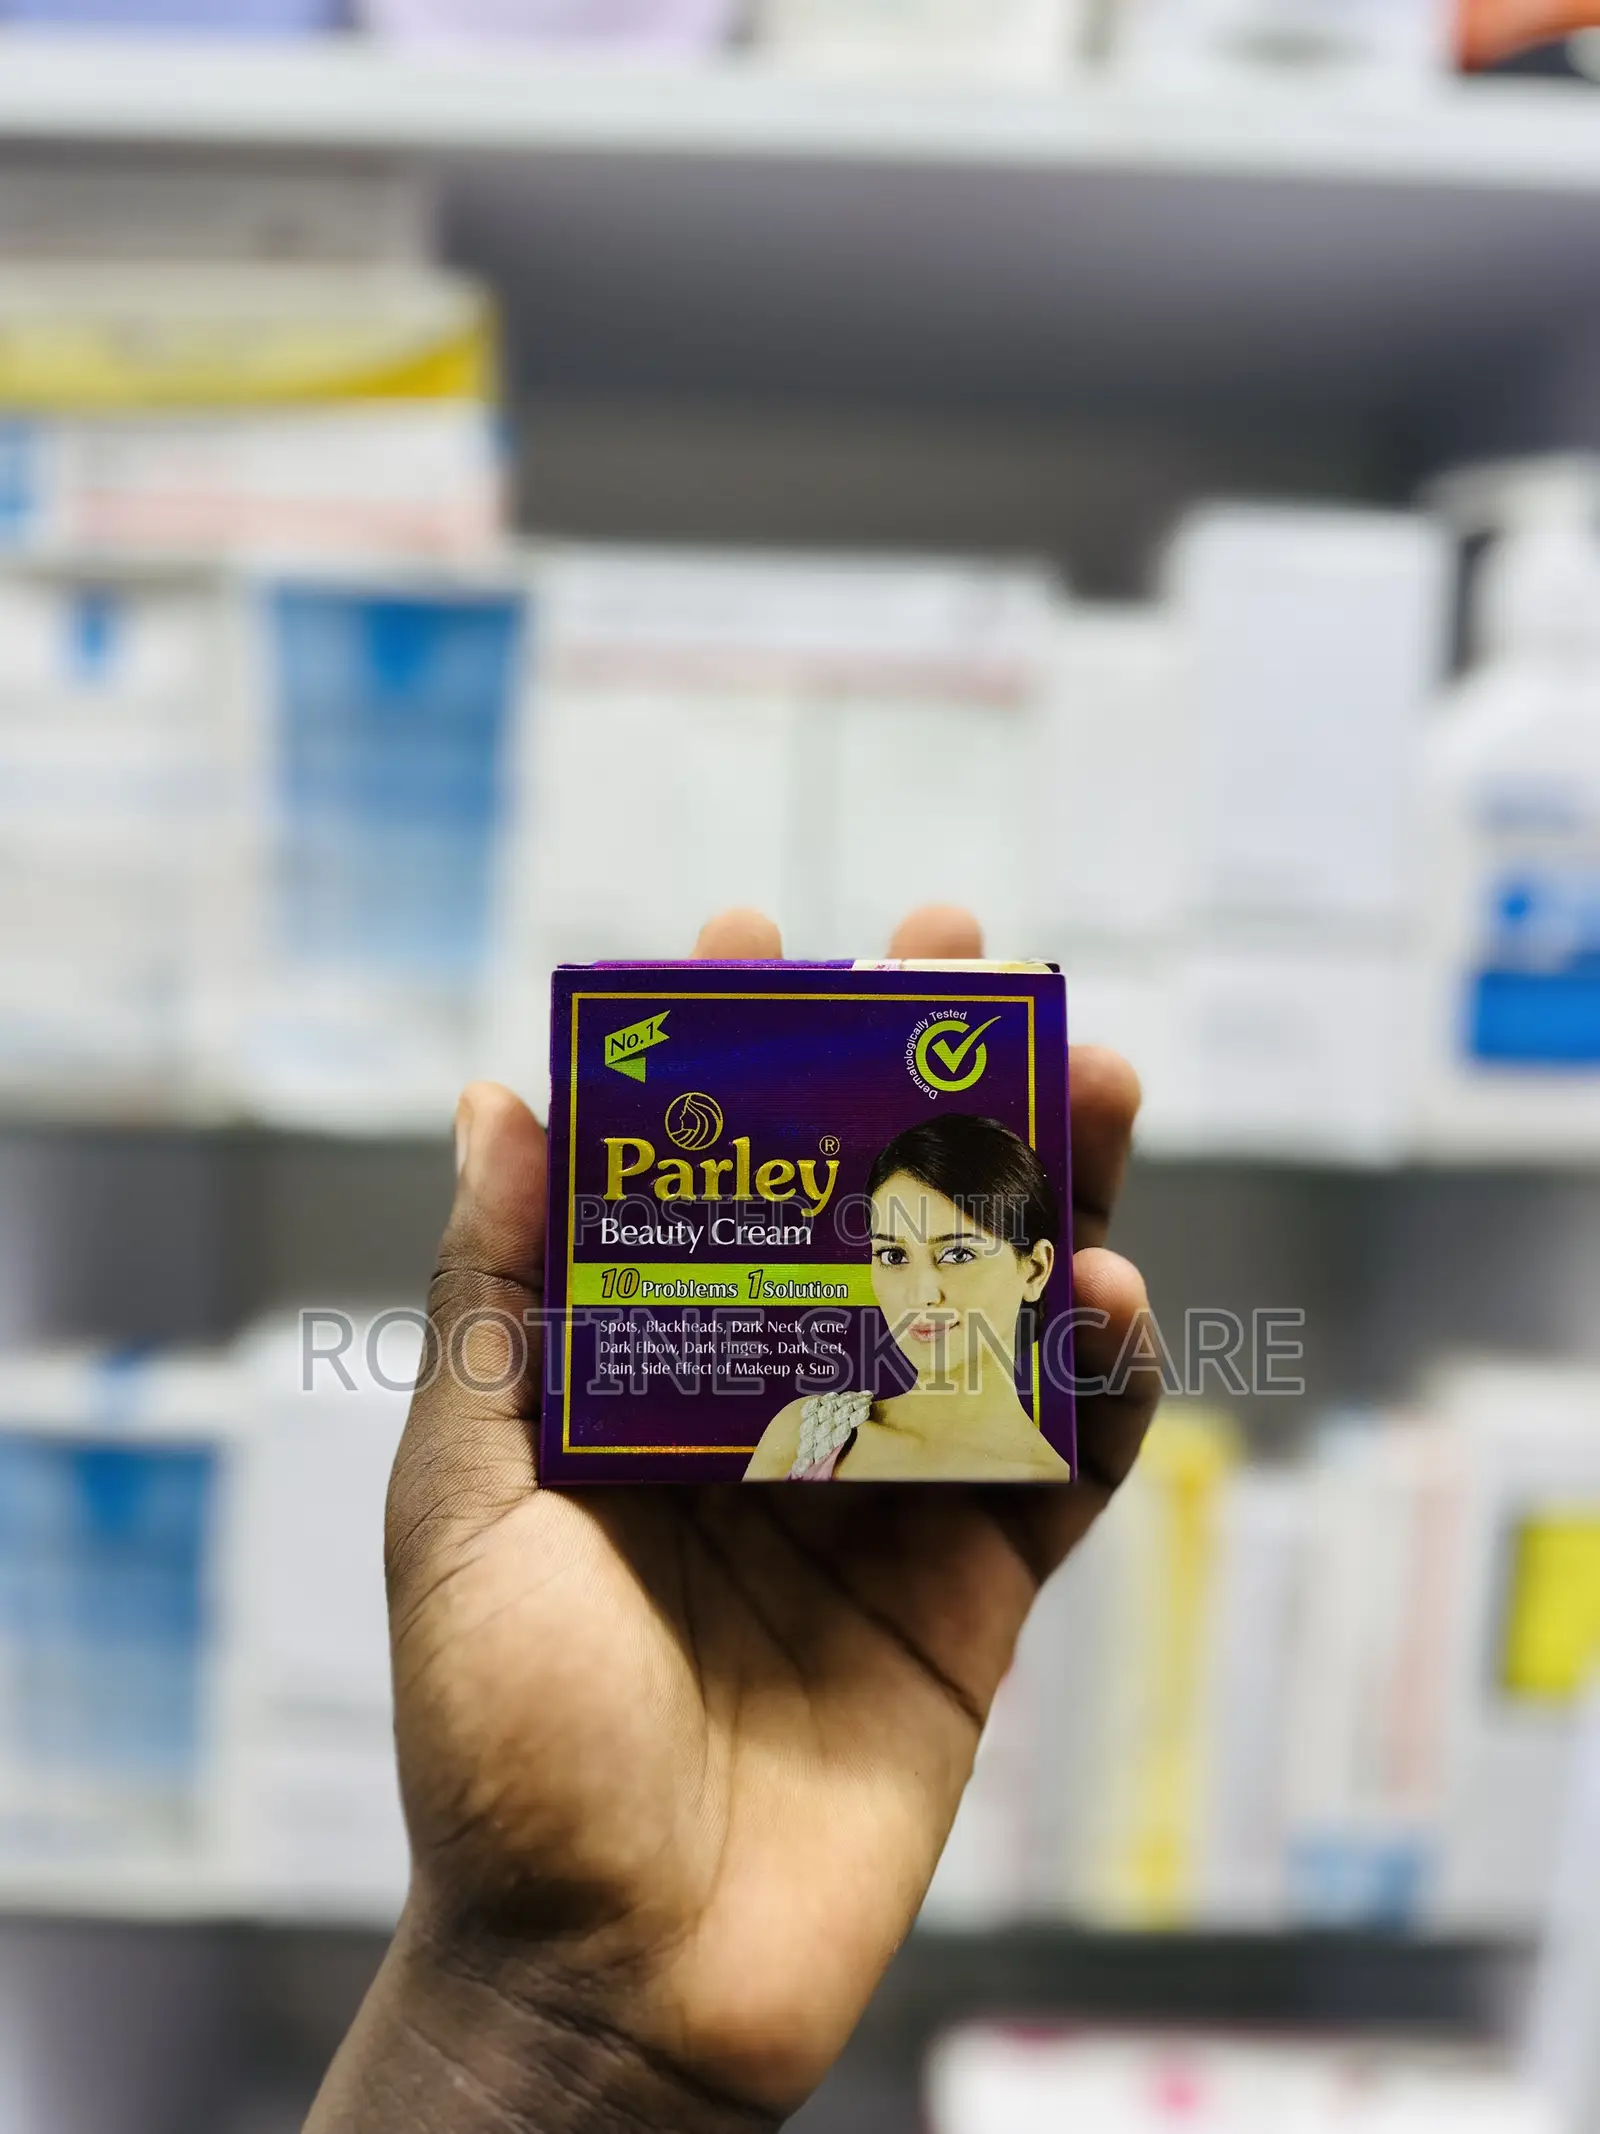 No.1
Dermatologically Tested
Parley®
Beauty Cream
POSTED ON JIJI
10 Problems 1 Solution
ROOTINE SKINCARE
Spots, Blackheads, Dark Neck, Acne,
Dark Elbow, Dark Fingers, Dark Feet,
Stain, Side Effect of Makeup & Sun